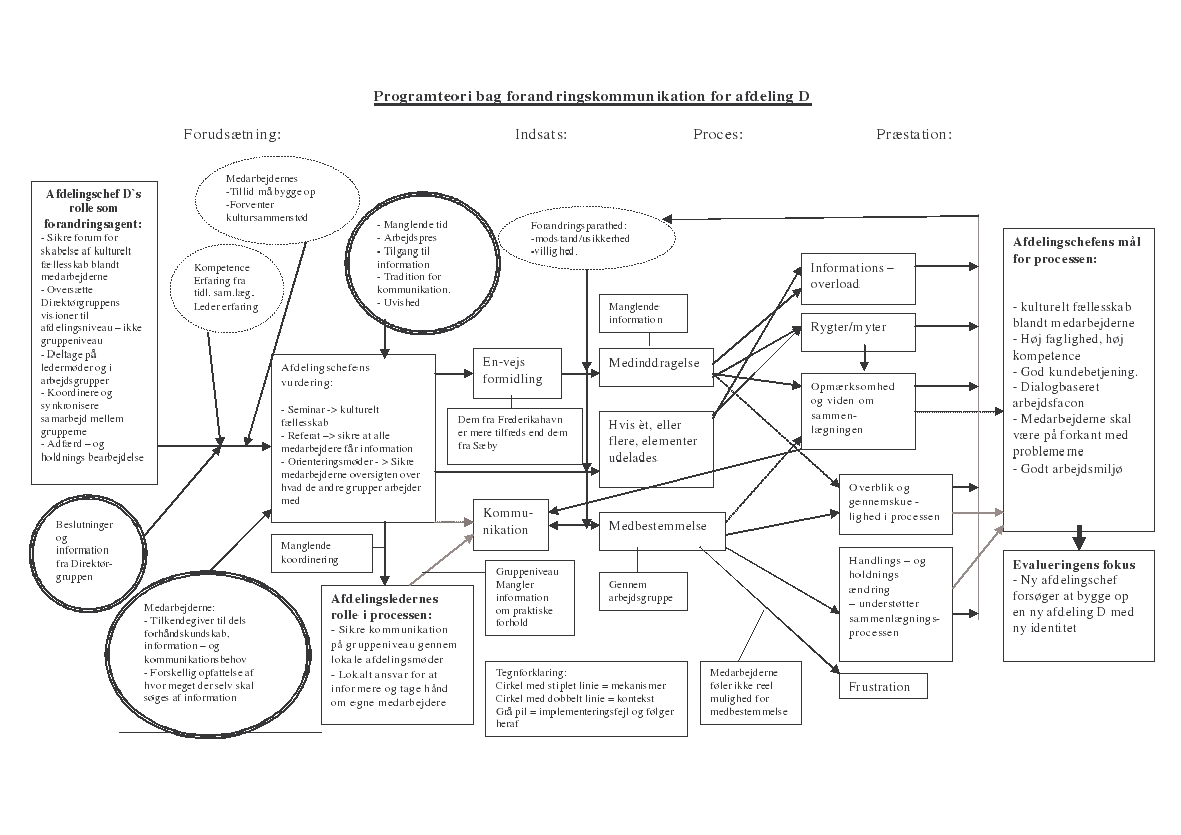 Programteori bag forandringskommunikation for afdeling D
Forudsætning:
Indsats:
Proces:
Præstation:
Afdelingschef D`s
rolle som
forandringsagent:
- Sikre forum for
skabelse af kulturelt
fællesskab blandt
medarbejderne
- Oversætte
Direktørgruppens
visioner til
afdelingsniveau – ikke
gruppeniveau
- Deltage på
ledermøder og i
arbejdsgrupper
- Koordinere og
synkronisere
samarbejd mellem
grupperne
- Adfærd – og
holdnings bearbejdelse
Medarbejdernes
-Tillid må bygge op
-Forventer
kultursammenstød
Kompetence
Erfaring fra
tidl. sam.læg.
Leder erfaring
- Manglende tid
- Arbejdspres
- Tilgang til
information
- Tradition for
kommunikation.
- Uvished
Beslutninger
og
information
fra Direktør-
gruppen
Medarbejderne:
- Tilkendegiver til dels
forhåndskundskab,
information – og
kommunikationsbehov
- Forskellig opfattelse af
hvor meget der selv skal
søges af information
Afdelingschefens
vurdering:
- Seminar -> kulturelt
fællesskab
- Referat –> sikre at alle
medarbejdere får information
- Orienteringsmøder - > Sikre
medarbejderne oversigten over
hvad de andre grupper arbejder
med
Manglende
koordinering
Afdelingsledernes
rolle i processen:
- Sikre kommunikation
på gruppeniveau gennem
lokale afdelingsmøder
- Lokalt ansvar for at
informere og tage hånd
om egne medarbejdere
En-vejs
formidling
Dem fra Frederikahavn
er mere tilfreds end dem
fra Sæby
Kommu-
nikation
Gruppeniveau
Mangler
information
om praktiske
forhold
Tegnforklaring:
Cirkel med stiplet linie = mekanismer
Cirkel med dobbelt linie = kontekst
Grå pil = implementeringsfejl og følger
heraf
Forandringsparathed:
-modstand/usikkerhed
-villighed.
Manglende
information
Medinddragelse
Hvis èt, eller
flere, elementer
udelades
Medbestemmelse
Gennem
arbejdsgruppe
Medarbejderne
føler ikke reel
mulighed for
medbestemmelse
Informations –
overload
Rygter/myter
Opmærksomhed
og viden om
sammen-
lægningen
Overblik og
gennemskue -
lighed i processen
Handlings – og
holdnings
ændring
– understøtter
sammenlægnings-
processen
Frustration
Afdelingschefens mål
for processen:
- kulturelt fællesskab
blandt medarbejderne
- Høj faglighed, høj
kompetence
- God kundebetjening.
- Dialogbaseret
arbejdsfacon
- Medarbejderne skal
være på forkant med
problemerne
- Godt arbejdsmiljø
Evalueringens fokus
- Ny afdelingschef
forsøger at bygge op
en ny afdeling D med
ny identitet